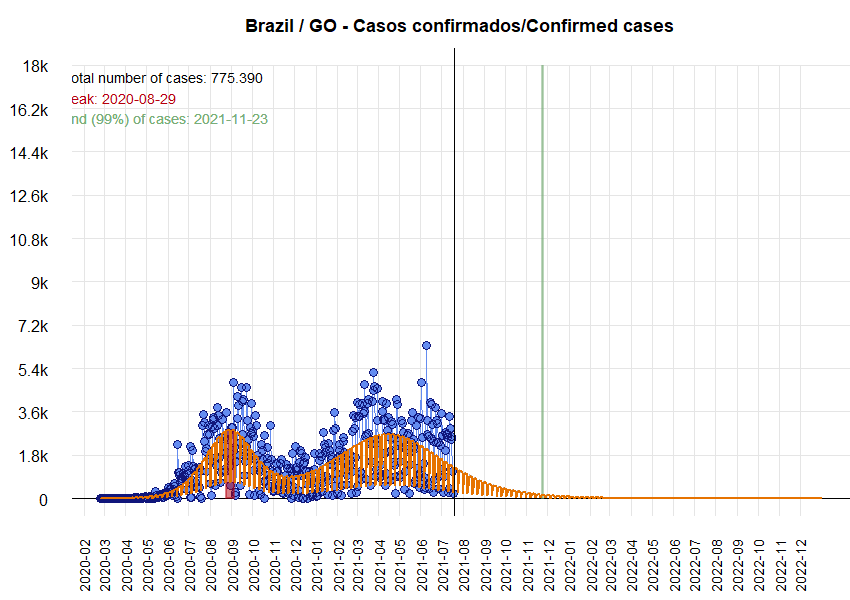 Brazil / GO - Casos confirmados/Confirmed cases
18k
otal number of cases: 775.390
eak: 2020-08-29
16.2k
nd (99%) of cases: 2021-11-23
14.4k
12.6k
10.8k
9k
7.2k
5.4k
3.6k
1.8k
0
2020-02
2020-03
2020-04
2020-05
2020-06
2020-07
2020-08
2020-09
2020-10
2020-11
2020-12
2021-01
2021-02
2021-03
2021-04
2021-05
2021-06
2021-07
2021-08
2021-09
2021-10
2021-11
2021-12
2022-01
2022-02
2022-03
2022-04
2022-05
2022-06
2022-07
2022-08
2022-09
2022-10
2022-11
2022-12